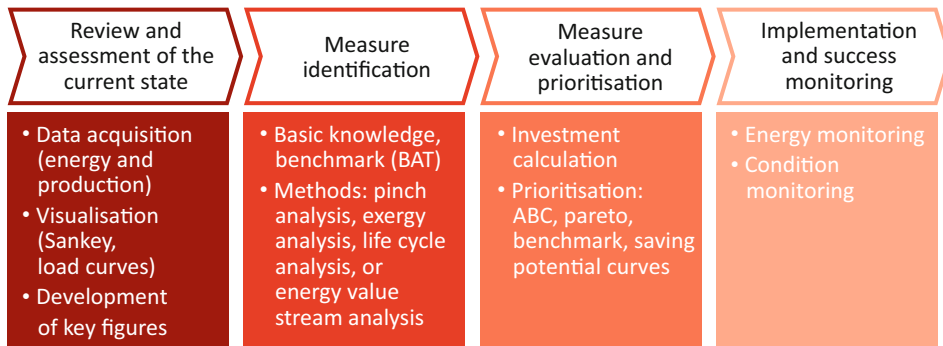 Review and
assessment of the
current state
• Data acquisition
(energy and
production)
• Visualisation
(Sankey,
load curves)
• Development
of key figures
Measure
identification
• Basic knowledge,
benchmark (BAT)
• Methods: pinch
analysis, exergy
analysis, life cycle
analysis, or
energy value
stream analysis
Measure
evaluation and
prioritisation
• Investment
calculation
• Prioritisation:
ABC, pareto,
benchmark, saving
potential curves
Implementation
and success
monitoring
• Energy monitoring
• Condition
monitoring